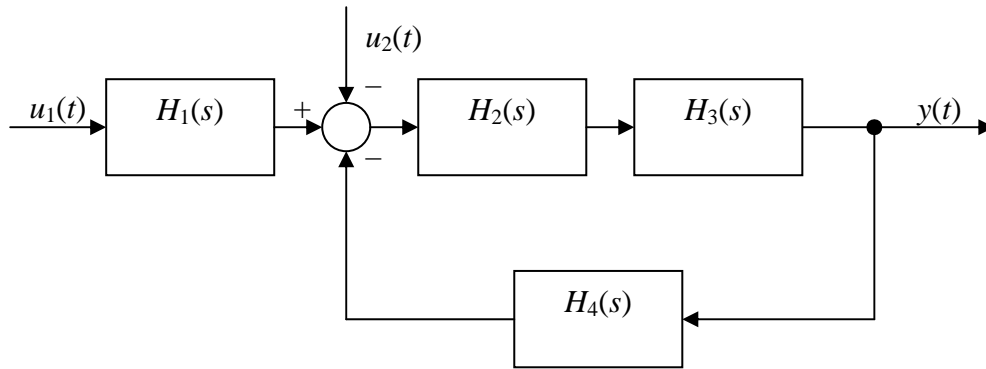 u₂(t)
−
u₁(t)
H₁(s)
+
H₂(s)
H₃(s)
y(t)
−
H₄(s)